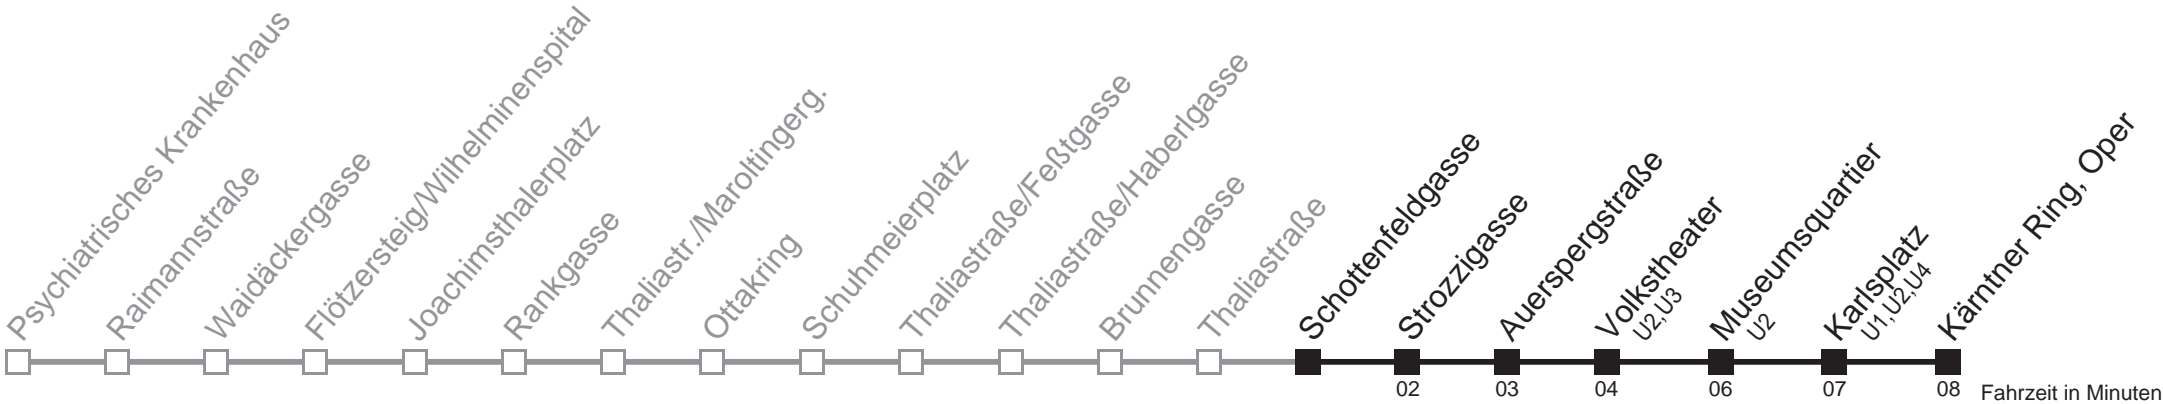 Psychiatrisches Krankenhaus
Raimannstraße
Waidäckergasse
Flötzersteig/Wilhelminenspital
Joachimsthalerplatz
Rankgasse
Thaliastr./Maroltingerg.
Ottakring
Schuhmeierplatz
Thaliastraße/Feßtgasse
Thaliastraße/Haberlgasse
Brunnengasse
Thaliastraße
Schottenfeldgasse
Strozzigasse
Auerspergstraße
Volkstheater
U2,U3
Museumsquartier
U2
Karlsplatz
U1,U2,U4
Kärntner Ring, Oper
02 03 04 06 07 08 Fahrzeit in Minuten